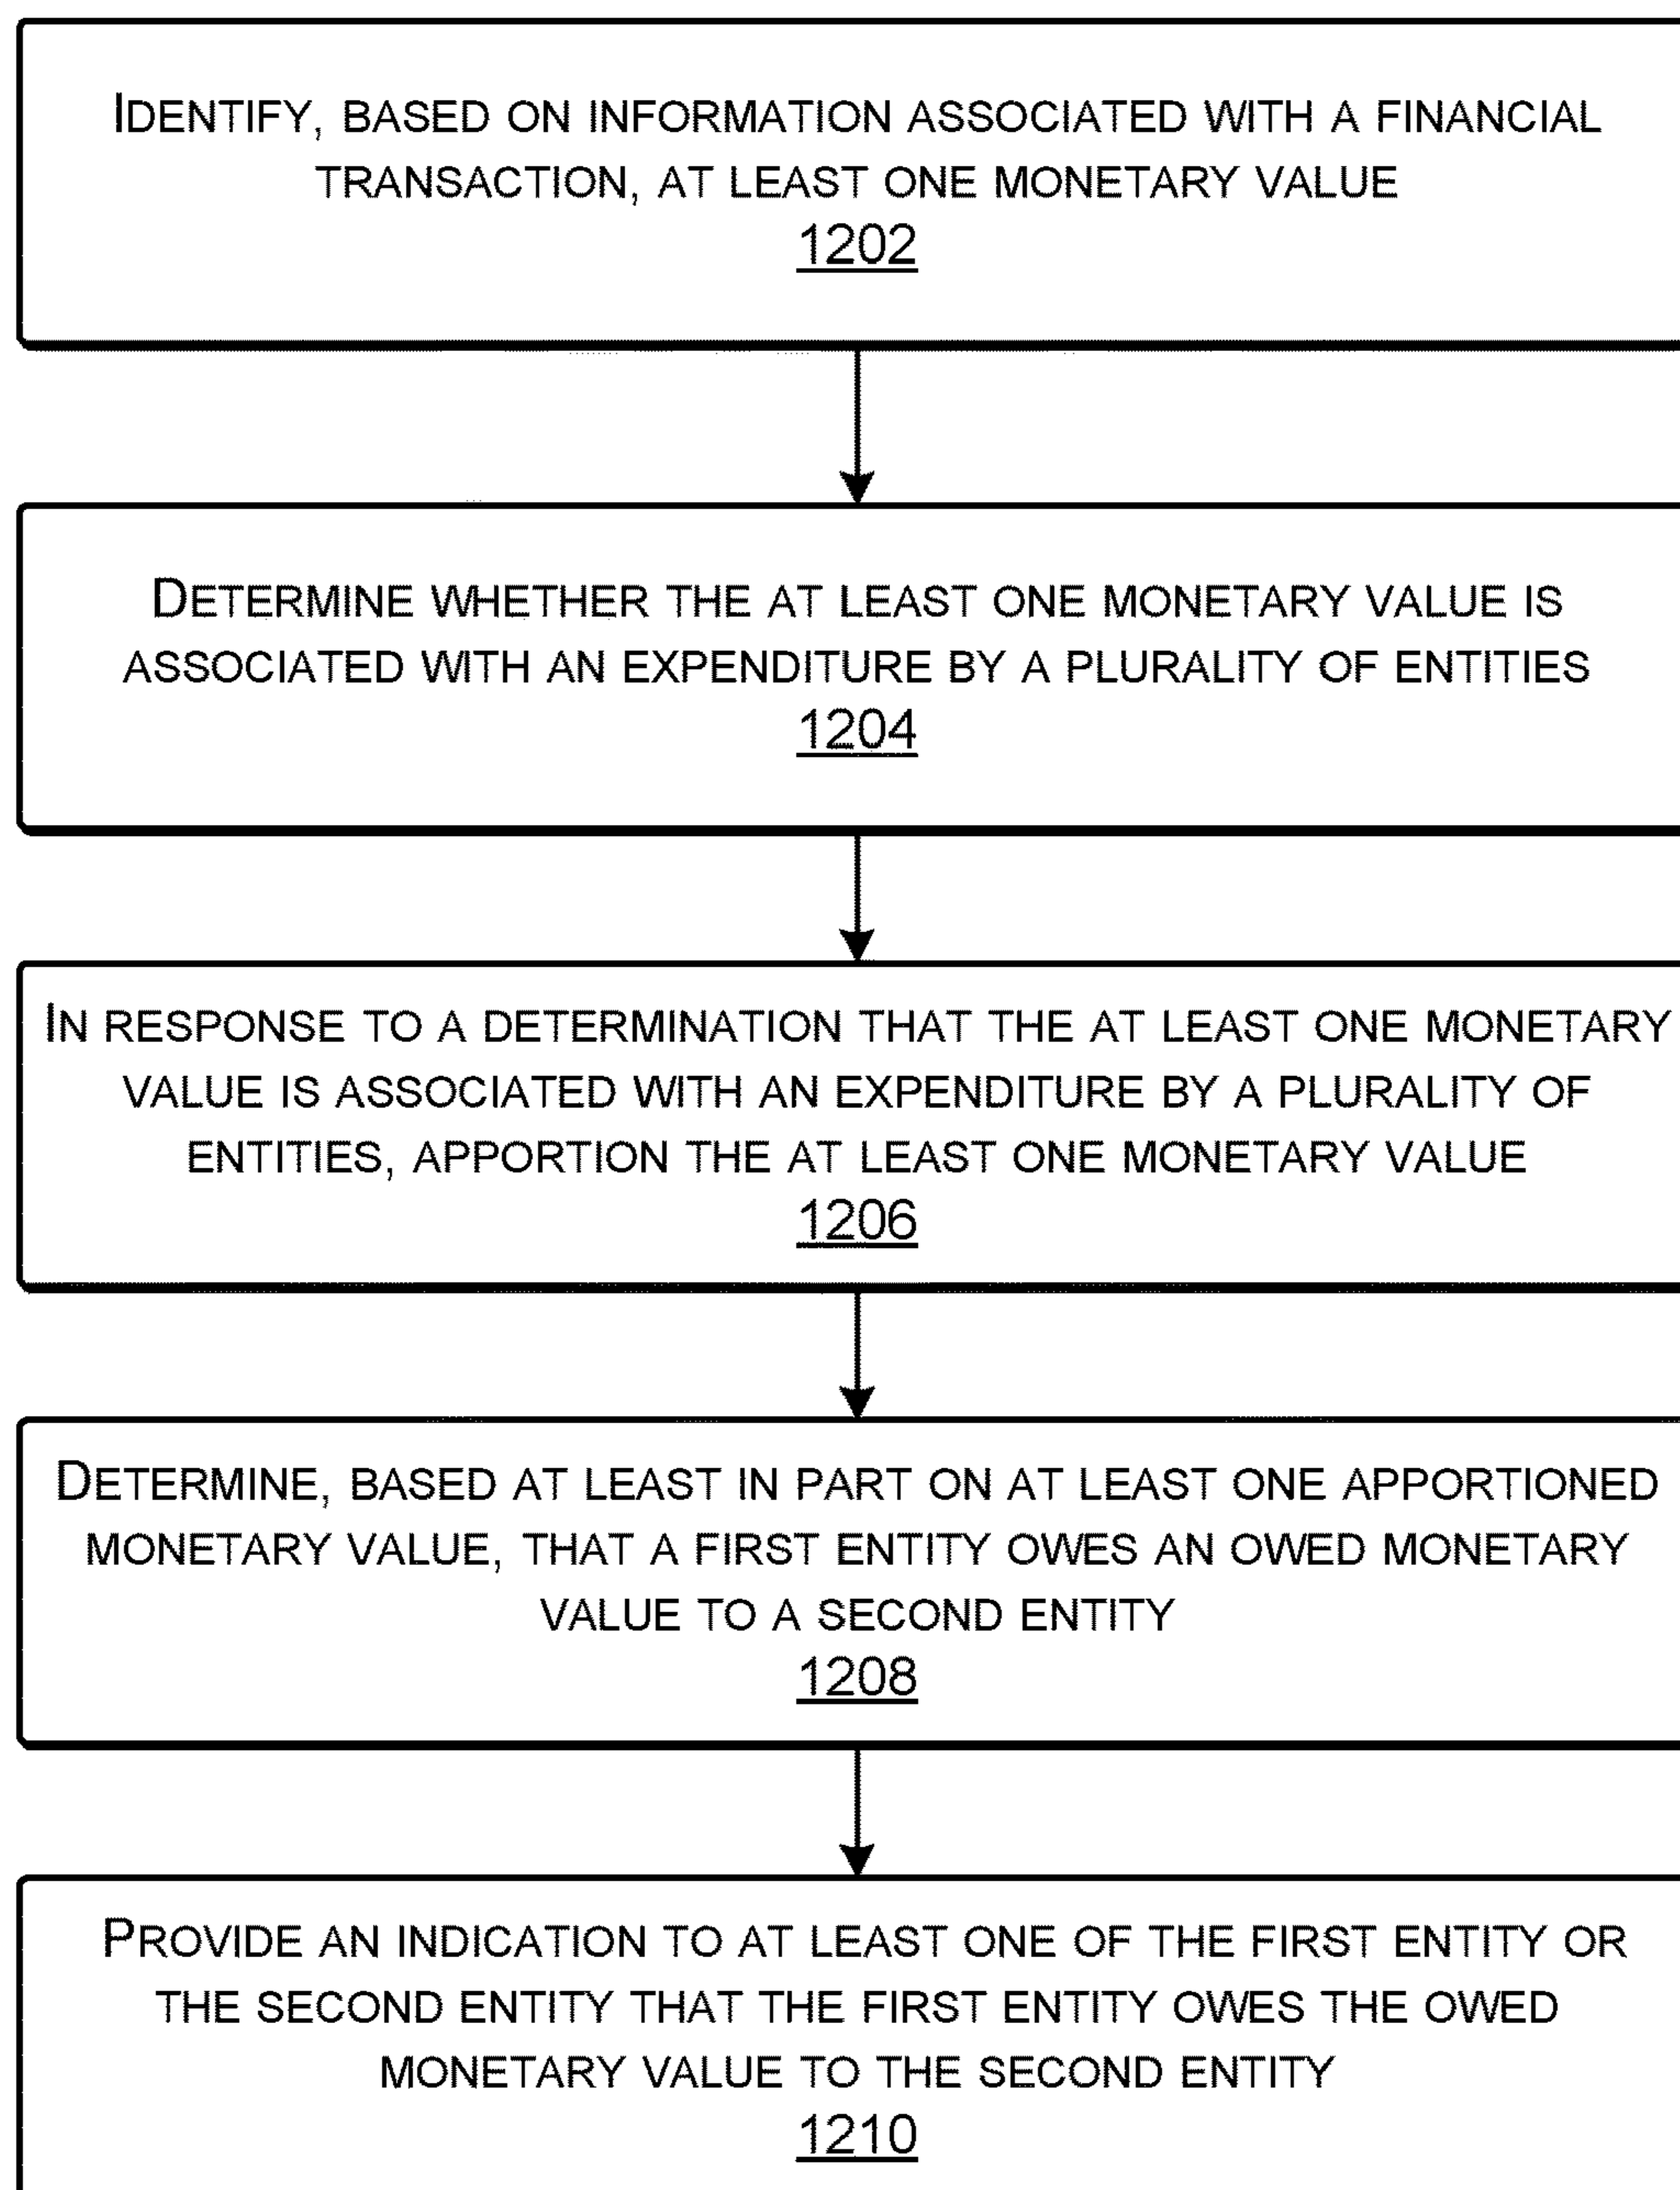 IDENTIFY, BASED ON INFORMATION ASSOCIATED WITH A FINANCIAL
TRANSACTION, AT LEAST ONE MONETARY VALUE
1202
DETERMINE WHETHER THE AT LEAST ONE MONETARY VALUE IS
ASSOCIATED WITH AN EXPENDITURE BY A PLURALITY OF ENTITIES
1204
IN RESPONSE TO A DETERMINATION THAT THE AT LEAST ONE MONETARY
VALUE IS ASSOCIATED WITH AN EXPENDITURE BY A PLURALITY OF
ENTITIES, APPORTION THE AT LEAST ONE MONETARY VALUE
1206
DETERMINE, BASED AT LEAST IN PART ON AT LEAST ONE APPORTIONED
MONETARY VALUE, THAT A FIRST ENTITY OWES AN OWED MONETARY
VALUE TO A SECOND ENTITY
1208
PROVIDE AN INDICATION TO AT LEAST ONE OF THE FIRST ENTITY OR
THE SECOND ENTITY THAT THE FIRST ENTITY OWES THE OWED
MONETARY VALUE TO THE SECOND ENTITY
1210